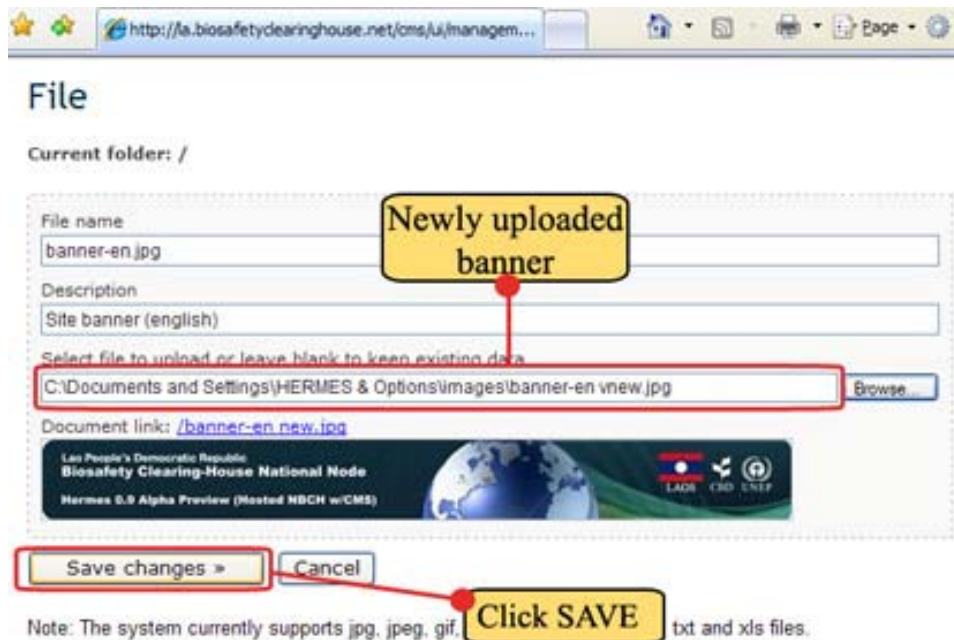 http://la.biosafetyclearinghouse.net/cms/ui/managem...
Page
File
Current folder: /
File name
banner-en.jpg
Newly uploaded
banner
Description
Site banner (english)
Select file to upload or leave blank to keep existing data
C:\Documents and Settings\HERMES & Options\images\banner-en vnew.jpg
Browse...
Document link: /banner-en new.jpg
Lao People's Democratic Republic
Biosafety Clearing-House National Node
Hermes 0.9 Alpha Preview (Hosted NBCH w/CMS)
LAOS CBD UNEP
Save changes »
Cancel
Click SAVE
Note: The system currently supports jpg, jpeg, gif, txt and xls files.